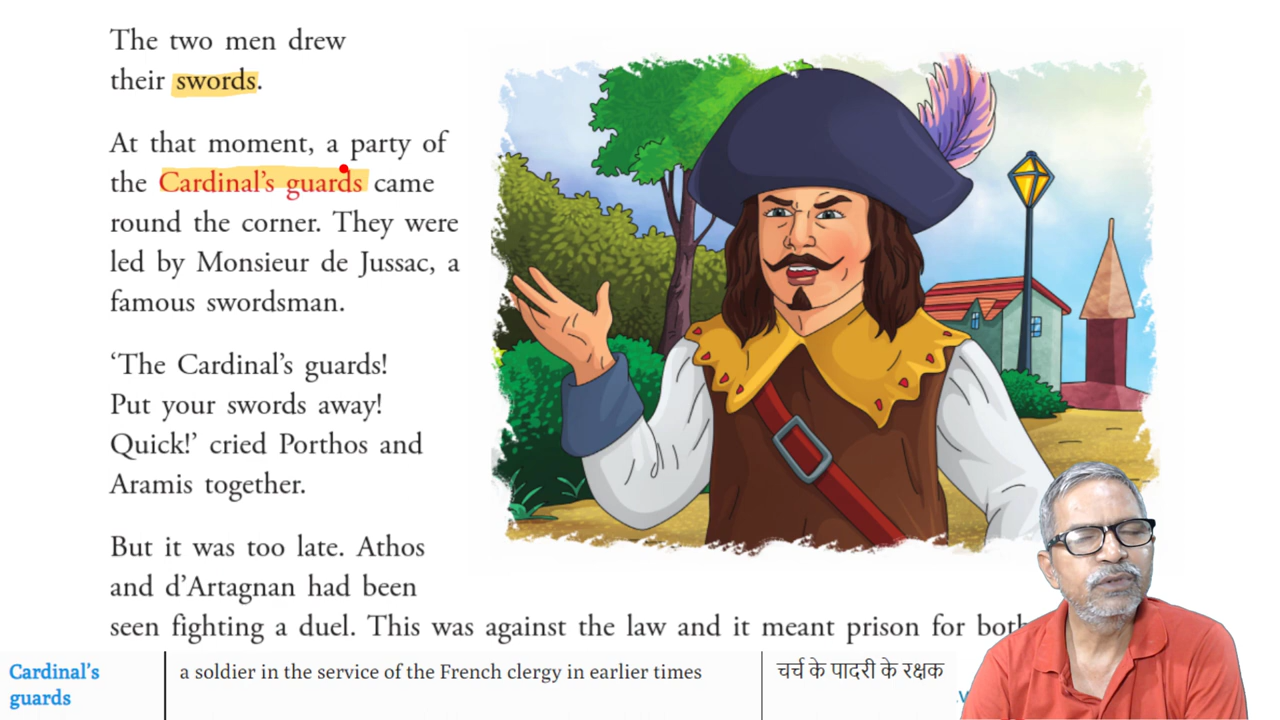 The two men drew
their swords.
At that moment, a party of
the Cardinal’s guards came
round the corner. They were
led by Monsieur de Jussac, a
famous swordsman.
‘The Cardinal’s guards!
Put your swords away!
Quick!’ cried Porthos and
Aramis together.
But it was too late. Athos
and d’Artagnan had been
seen fighting a duel. This was against the law and it meant prison for both
Cardinal’s
guards
a soldier in the service of the French clergy in earlier times
चर्च के पादरी के रक्षक